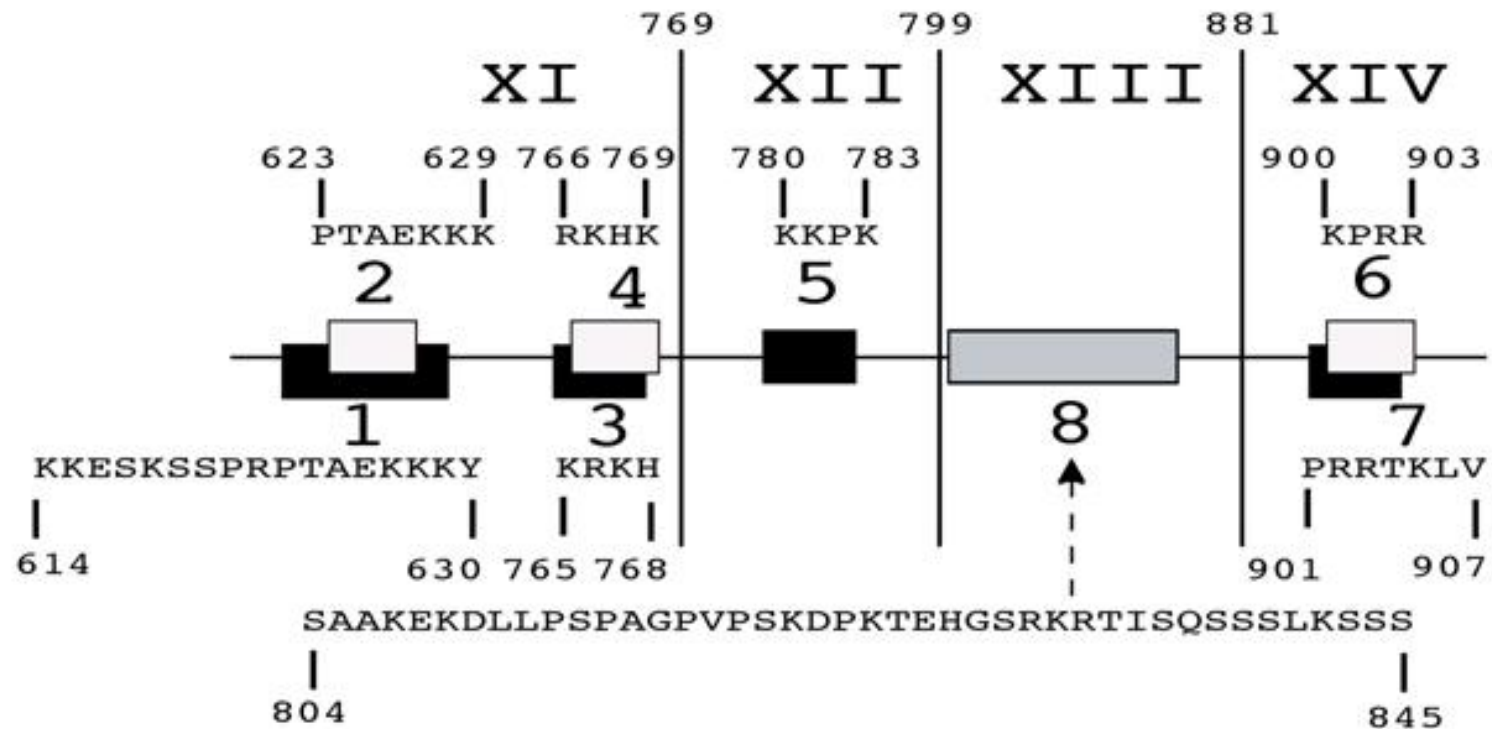 769 799 881
XI XII XIII XIV
623 629 766 769 780 783 900 903
PTAEKKK RKHK KKPK KPRR
2 4 5 6
1 3 8 7
KKESKSSPRPTAEKKKY KRKH PRRTKLV
614 630 765 768 901 907
SAAKEKDLLPSPAGPVPSKDPKTEHGSRKRTISQSSSLKSSS
804 845